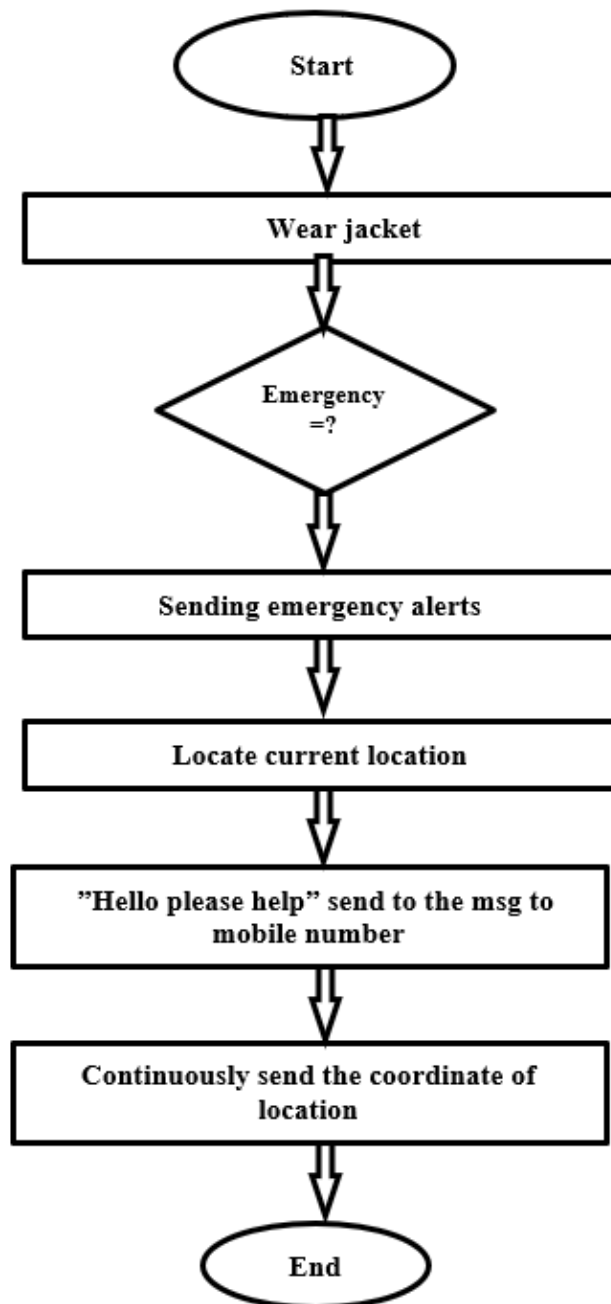 Start
Wear jacket
Emergency
=?
Sending emergency alerts
Locate current location
”Hello please help” send to the msg to
mobile number
Continuously send the coordinate of
location
End